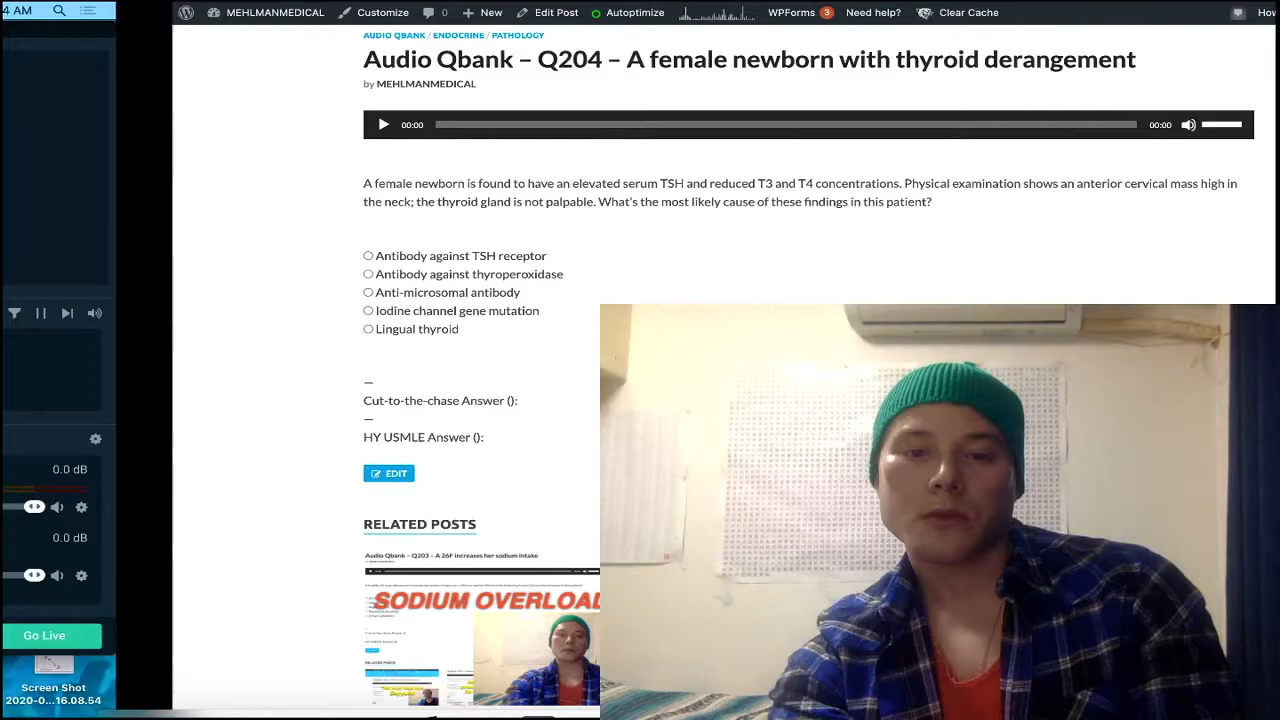 4 AM
MEHLMANMEDICAL Customize 0 New Edit Post Autoptimize WPForms 3 Need help? Clear Cache How
AUDIO QBANK / ENDOCRINE / PATHOLOGY
Audio Qbank – Q204 – A female newborn with thyroid derangement
by MEHLMANMEDICAL
00:00 00:00
A female newborn is found to have an elevated serum TSH and reduced T3 and T4 concentrations. Physical examination shows an anterior cervical mass high in
the neck; the thyroid gland is not palpable. What's the most likely cause of these findings in this patient?
Antibody against TSH receptor
Antibody against thyroperoxidase
Anti-microsomal antibody
Iodine channel gene mutation
Lingual thyroid
—
Cut-to-the-chase Answer ():
—
HY USMLE Answer ():
EDIT
0.0 dB
0.0 dB
Go Live
Screen Shot
2020-0...16.08.54
RELATED POSTS
Audio Qbank – Q203 – A 26F increases her sodium intake
SODIUM OVERLOA
RELATED POSTS